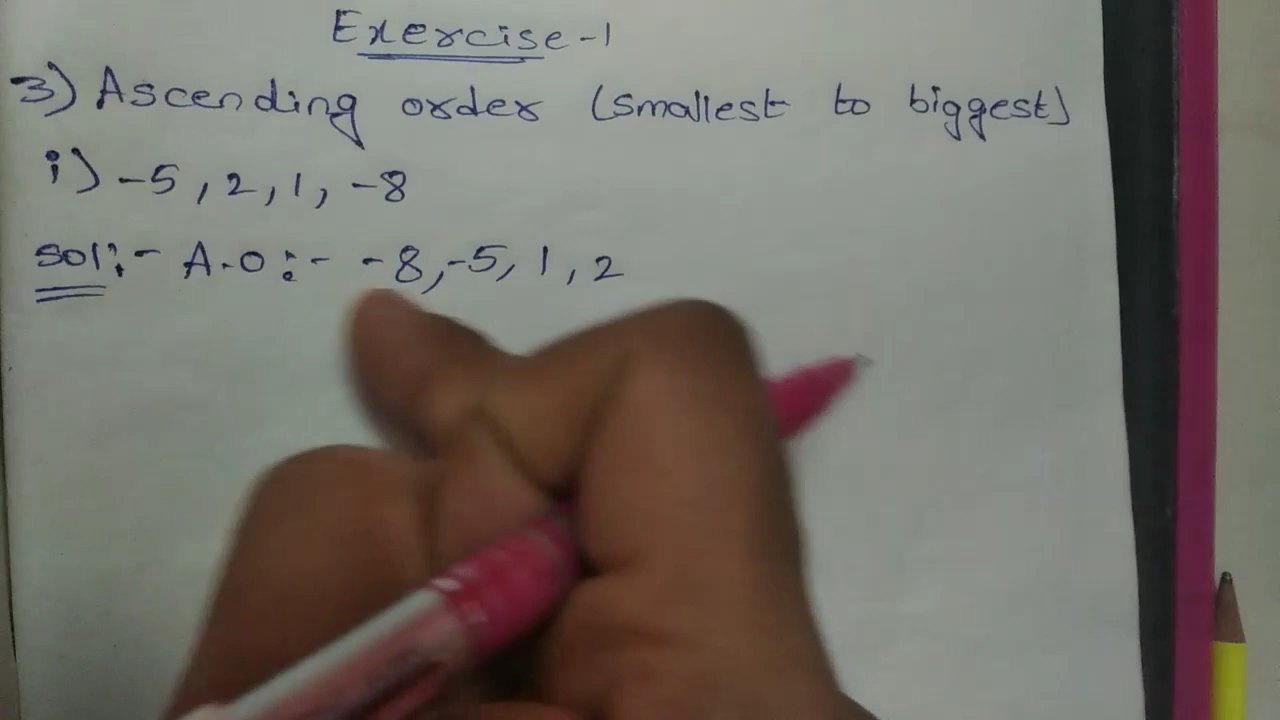 Exercise-1
3) Ascending order (smallest to biggest)
i) -5, 2, 1, -8
Sol:- A.O:- -8, -5, 1, 2